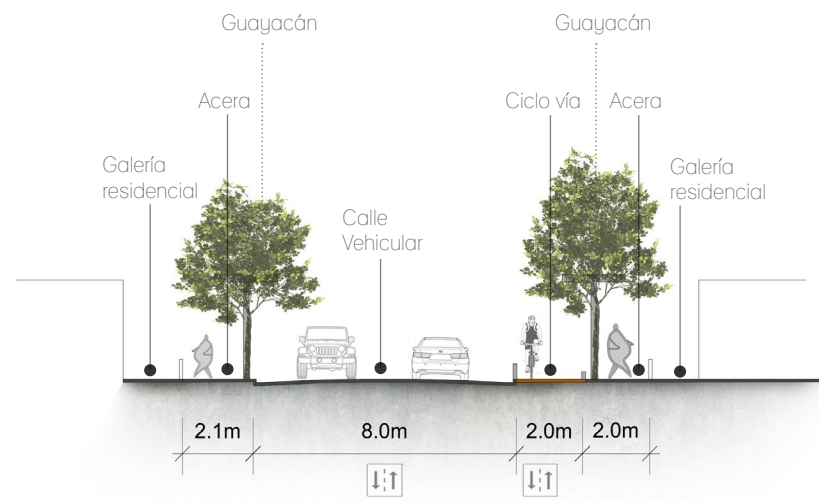 Guayacán
Guayacán
Acera
Ciclo vía
Acera
Galería
residencial
Galería
residencial
Calle
Vehicular
2.1m
8.0m
2.0m
2.0m